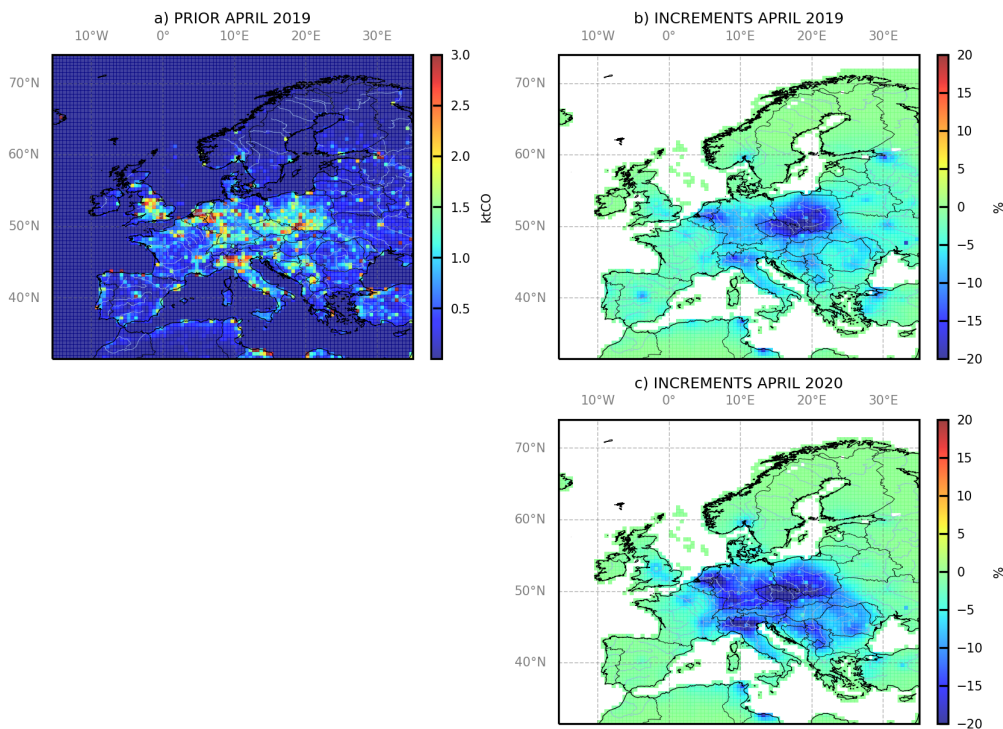 a) PRIOR APRIL 2019
10°W 0° 10°E 20°E 30°E
70°N
60°N
50°N
40°N
3.0
2.5
2.0
1.5
1.0
0.5
ktCO
b) INCREMENTS APRIL 2019
10°W 0° 10°E 20°E 30°E
70°N
60°N
50°N
40°N
20
15
10
5
0
−5
−10
−15
−20
%
c) INCREMENTS APRIL 2020
10°W 0° 10°E 20°E 30°E
70°N
60°N
50°N
40°N
20
15
10
5
0
−5
−10
−15
−20
%